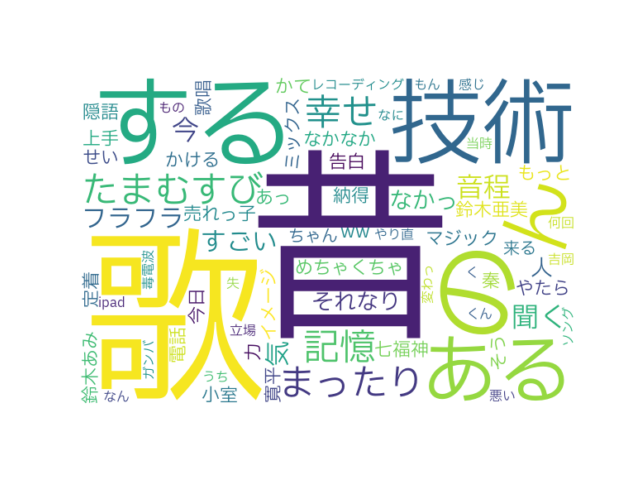 する
技術
昔
歌
の
ん
ある
かて
レコーディング
もん
感じ
隠語
もの
歌唱
ミックス
幸せ
なに
上手
今
なかなか
当時
せい
かける
告白
たまむすび
あっ
納得
なかっ
音程
もっと
フラフラ
売れっ子
鈴木亜美
何回
すごい
ちゃん
ww
やり直
マジック
来る
人
吉岡
定着
毒電波
ipad
今日
イメージ
めちゃくちゃ
変わっ
く
秦
やたら
失
それなり
くん
聞く
ソング
鈴木あみ
ガンバ
電話
立場
力
気
記憶
七福神
そう
なん
うち
小室
寛平
まったり
悪い